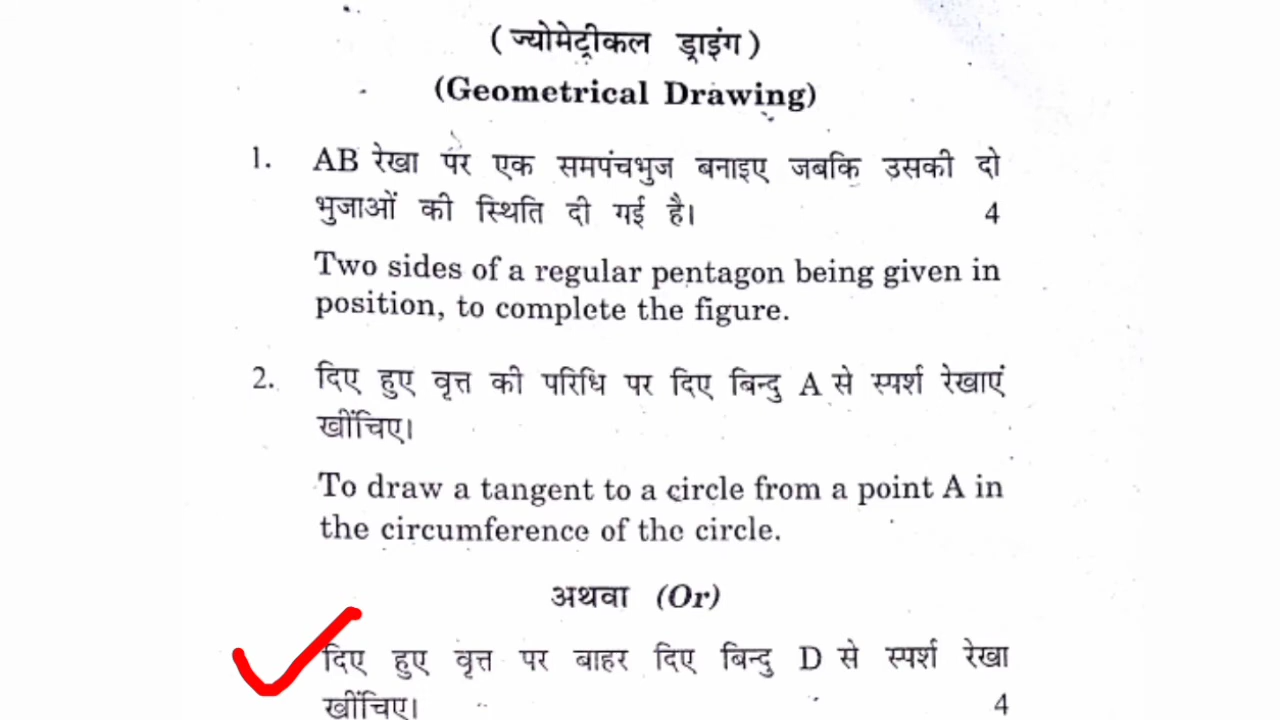 ( ज्योमेट्रीकल ड्राइंग )
(Geometrical Drawing)
1. AB रेखा पर एक समपंचभुज बनाइए जबकि उसकी दो
भुजाओं की स्थिति दी गई है। 4
Two sides of a regular pentagon being given in
position, to complete the figure.
2. दिए हुए वृत्त की परिधि पर दिए बिन्दु A से स्पर्श रेखाएं
खींचिए।
To draw a tangent to a circle from a point A in
the circumference of the circle.
अथवा (Or)
दिए हुए वृत्त पर बाहर दिए बिन्दु D से स्पर्श रेखा
खींचिए। 4